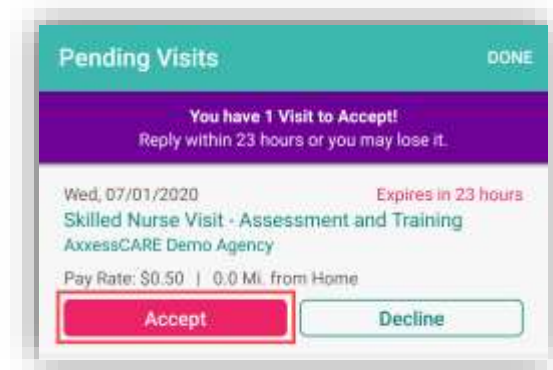 Pending Visits DONE
You have 1 Visit to Accept!
Reply within 23 hours or you may lose it.
Wed, 07/01/2020 Expires in 23 hours
Skilled Nurse Visit - Assessment and Training
AxxessCARE Demo Agency
Pay Rate: $0.50 | 0.0 Mi. from Home
Accept Decline